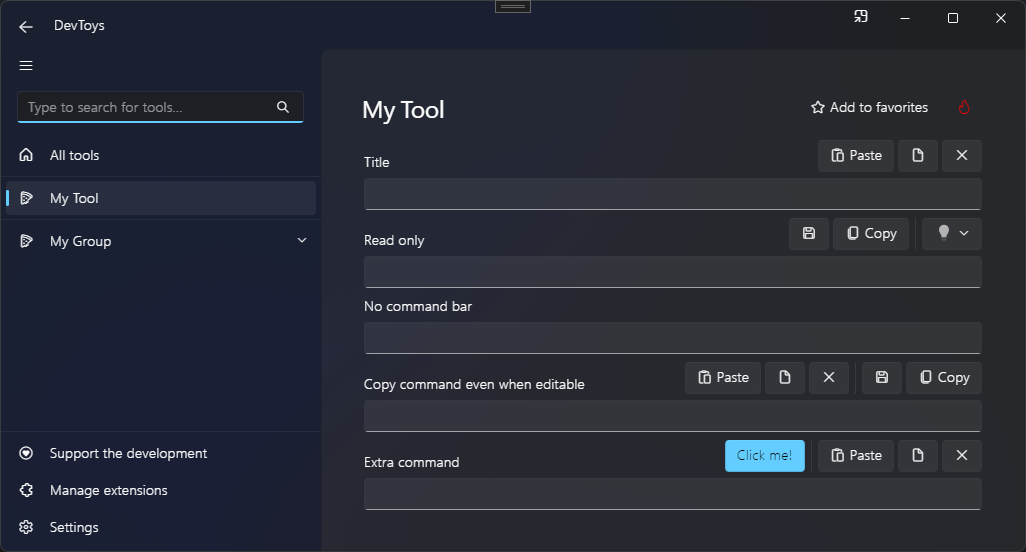 DevToys
Type to search for tools...
All tools
My Tool
My Group
Support the development
Manage extensions
Settings
My Tool
Add to favorites
Title
Paste
Read only
Copy
No command bar
Copy command even when editable
Paste
Copy
Extra command
Click me!
Paste